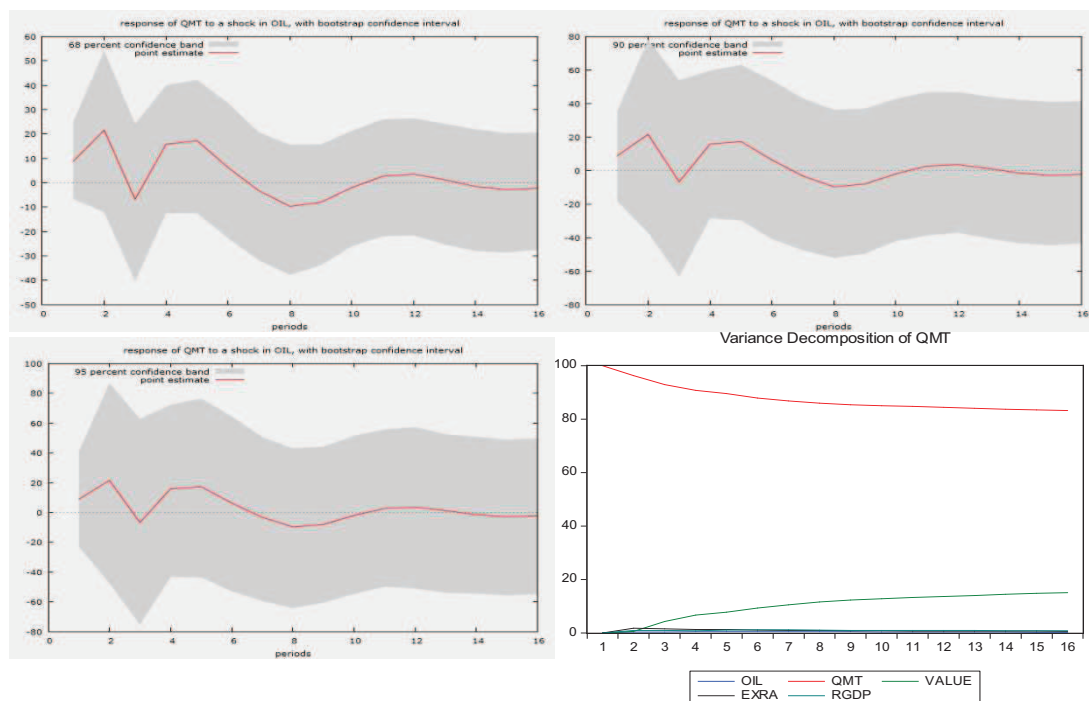 response of QMT to a shock in OIL, with bootstrap confidence interval
68 percent confidence band
point estimate
60
50
40
30
20
10
0
-10
-20
-30
-40
-50
0 2 4 6 8 10 12 14 16
periods
response of QMT to a shock in OIL, with bootstrap confidence interval
90 percent confidence band
point estimate
80
60
40
20
0
-20
-40
-60
-80
0 2 4 6 8 10 12 14 16
periods
response of QMT to a shock in OIL, with bootstrap confidence interval
95 percent confidence band
point estimate
100
80
60
40
20
0
-20
-40
-60
-80
0 2 4 6 8 10 12 14 16
periods
Variance Decomposition of QMT
100
80
60
40
20
0
1 2 3 4 5 6 7 8 9 10 11 12 13 14 15 16
OIL QMT VALUE
EXRA RGDP